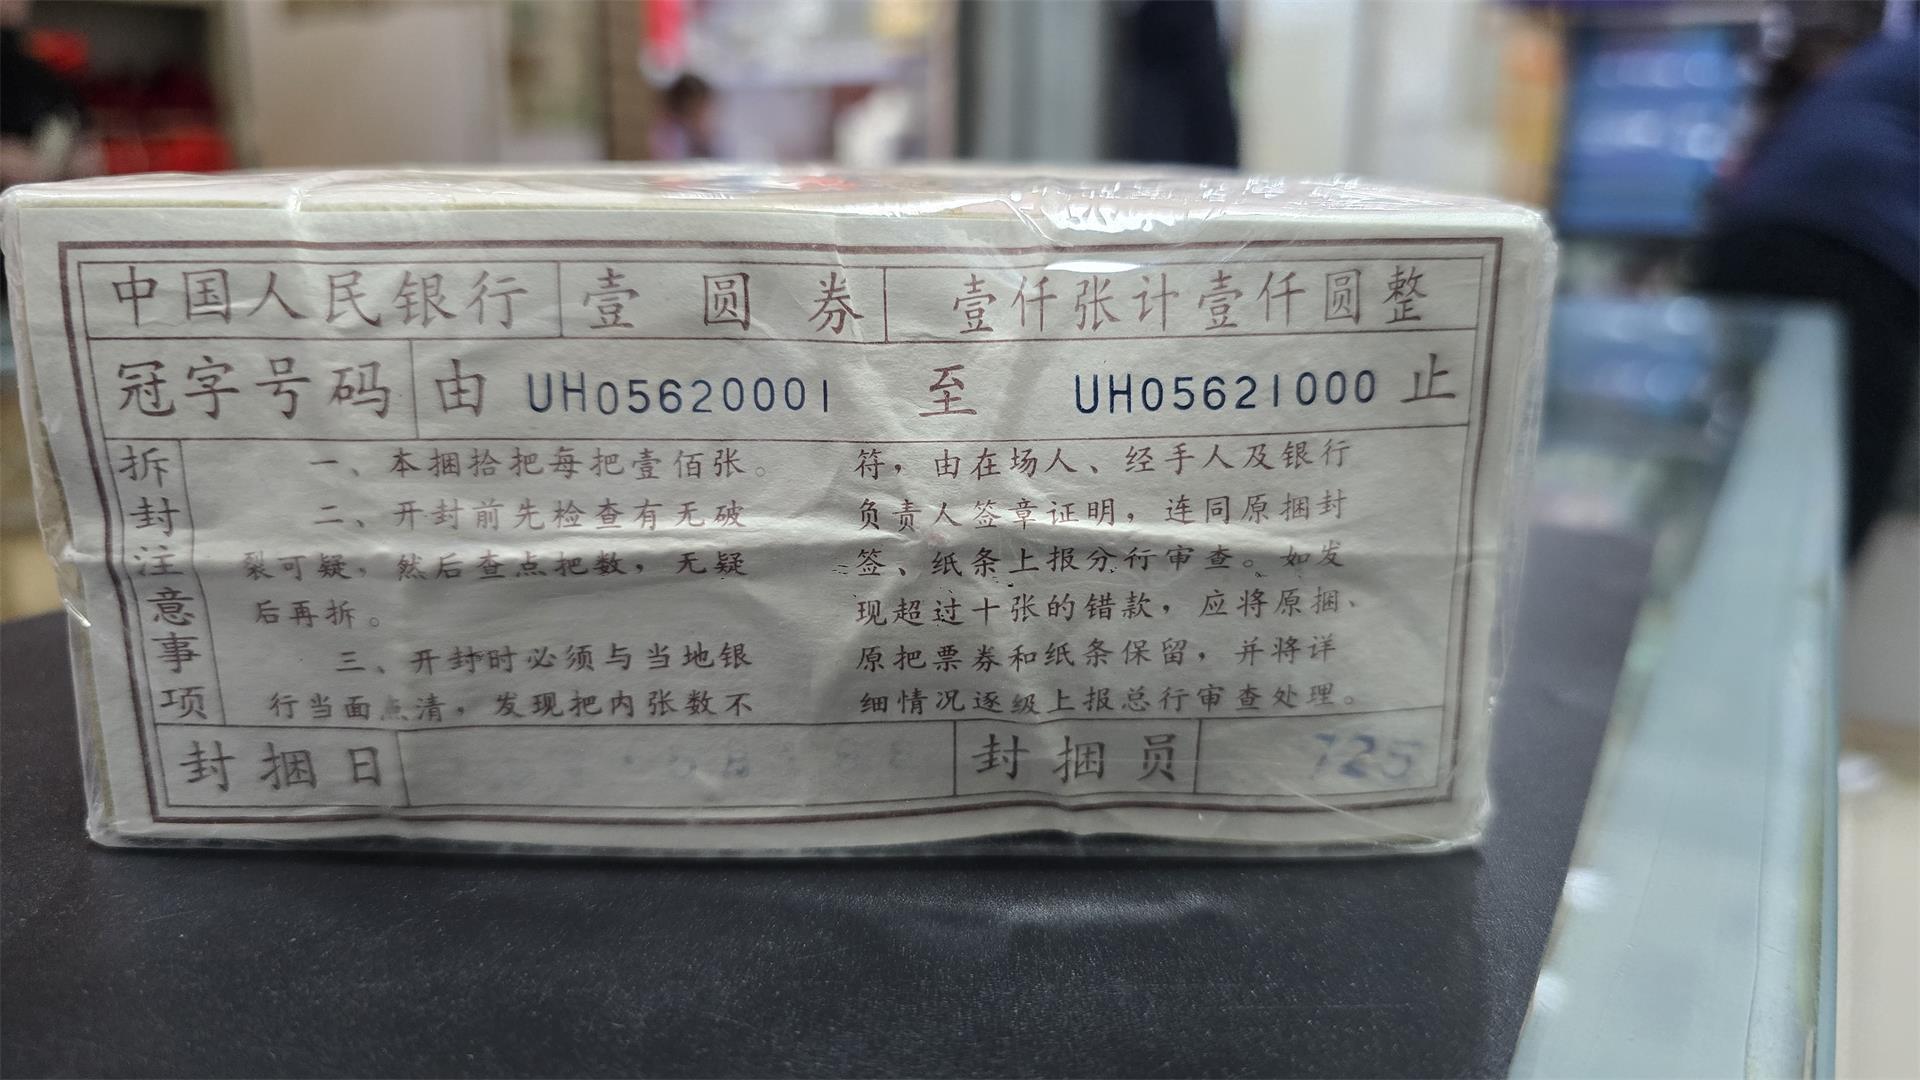 中国人民银行 壹圆券 壹仟张计壹仟圆整
冠字号码 由 UH05620001 至 UH05621000 止
拆封注意事项
一、本捆拾把每把壹佰张。
二、开封前先检查有无破
裂可疑，然后查点把数，无疑
后再拆。
三、开封时必须与当地银
行当面点清，发现把内张数不
符，由在场人、经手人及银行
负责人签章证明，连同原捆封
签、纸条上报分行审查。如发
现超过十张的错款，应将原捆、
原把票券和纸条保留，并将详
细情况逐级上报总行审查处理。
封捆日 封捆员 725